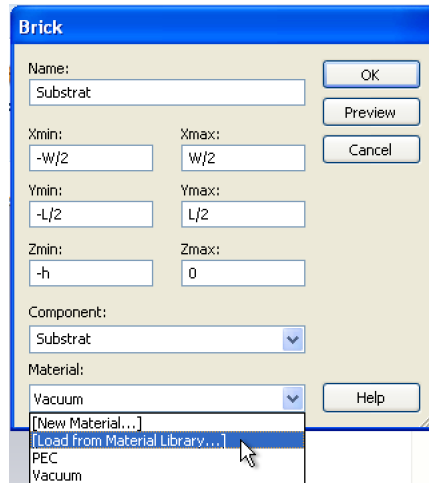 Brick
Name:
OK
Substrat
Preview
Xmin: Xmax:
Cancel
-W/2 W/2
Ymin: Ymax:
-L/2 L/2
Zmin: Zmax:
-h 0
Component:
Substrat
Material:
Vacuum Help
[New Material...]
[Load from Material Library...]
PEC
Vacuum